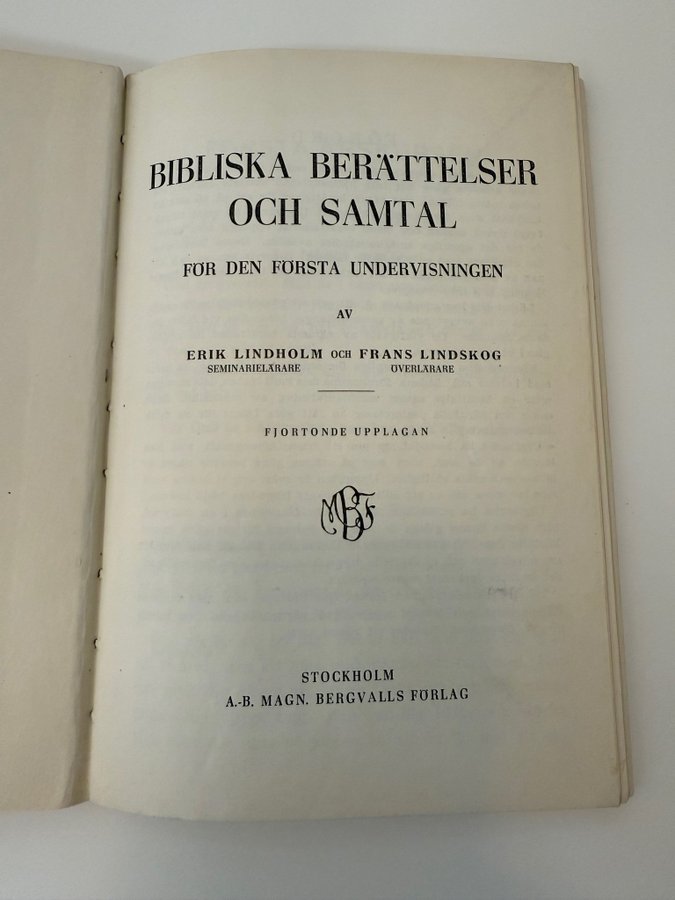 BIBLISKA BERÄTTELSER
OCH SAMTAL
FÖR DEN FÖRSTA UNDERVISNINGEN
AV
ERIK LINDHOLM OCH FRANS LINDSKOG
SEMINARIELÄRARE ÖVERLÄRARE
FJORTONDE UPPLAGAN
MBF
STOCKHOLM
A.-B. MAGN. BERGVALLS FÖRLAG